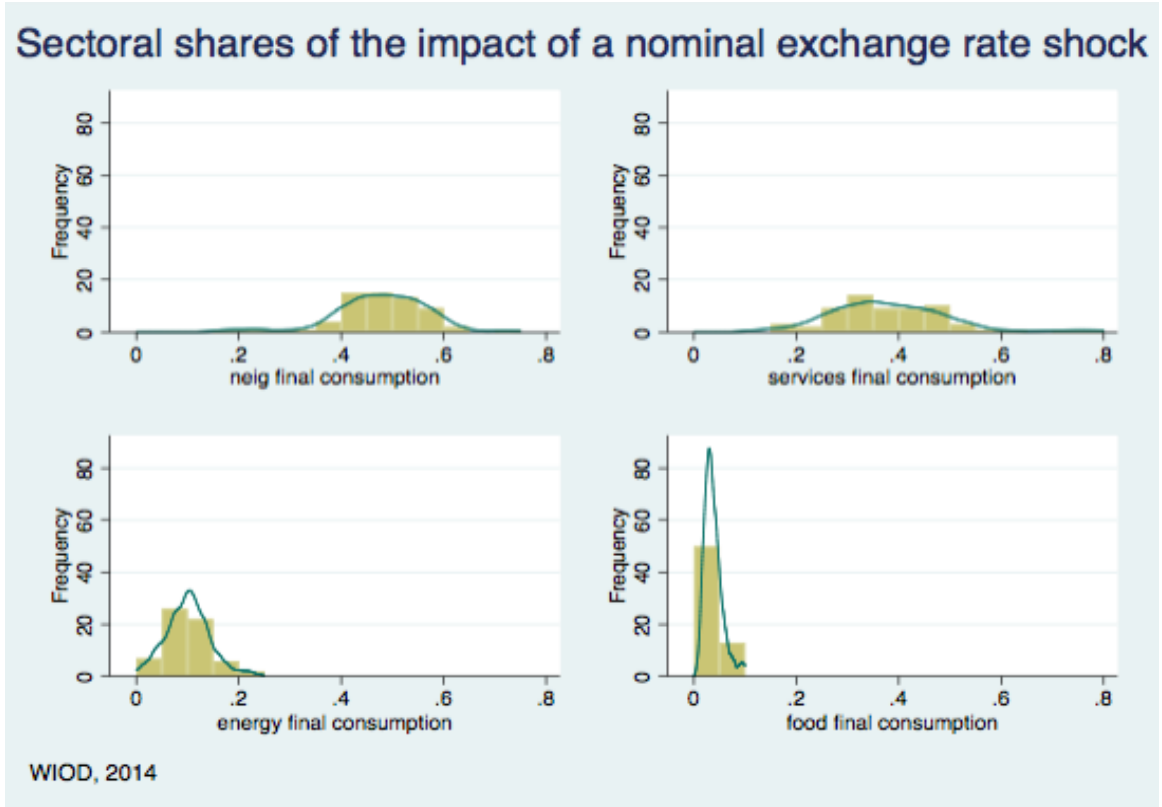 Sectoral shares of the impact of a nominal exchange rate shock
Frequency
80
60
40
20
0
0 .2 .4 .6 .8
neig final consumption
Frequency
80
60
40
20
0
0 .2 .4 .6 .8
services final consumption
Frequency
80
60
40
20
0
0 .2 .4 .6 .8
energy final consumption
Frequency
80
60
40
20
0
0 .2 .4 .6 .8
food final consumption
WIOD, 2014